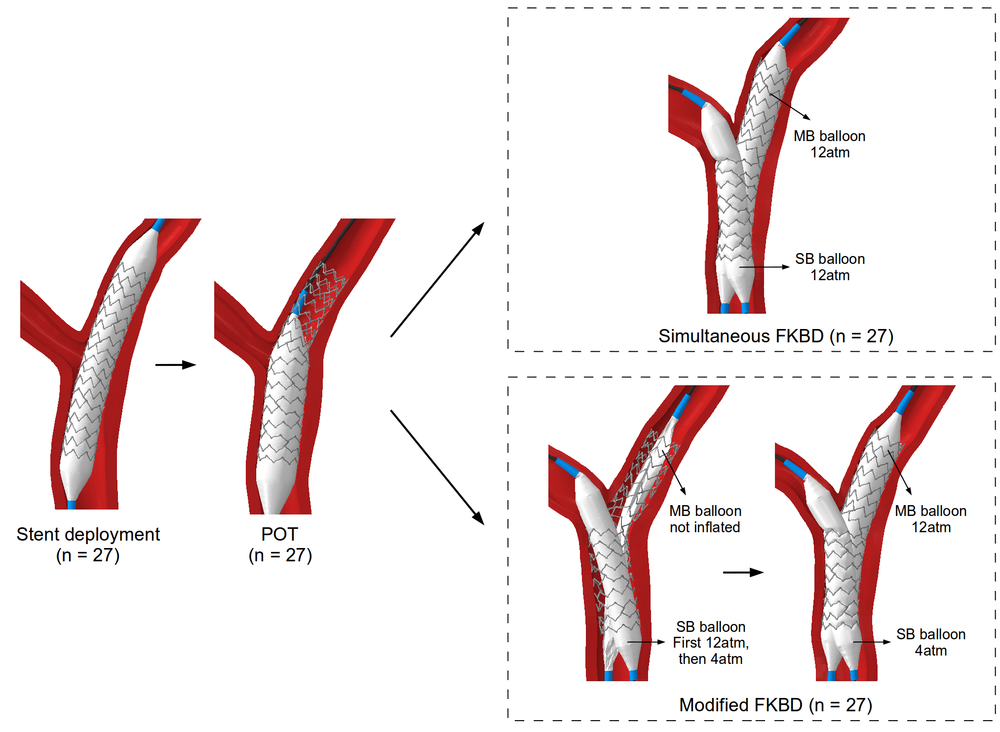 Stent deployment
(n = 27)
POT
(n = 27)
MB balloon
12atm
SB balloon
12atm
Simultaneous FKBD (n = 27)
MB balloon
not inflated
SB balloon
First 12atm,
then 4atm
MB balloon
12atm
SB balloon
4atm
Modified FKBD (n = 27)